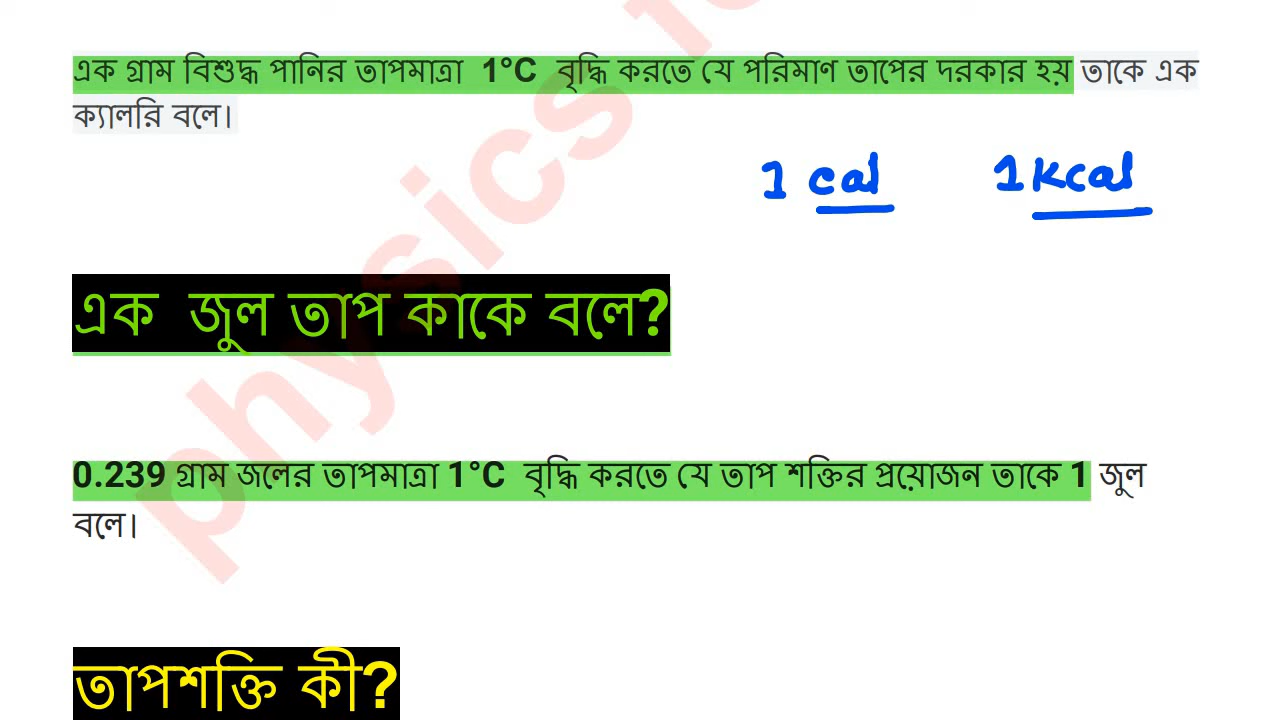 এক গ্রাম বিশুদ্ধ পানির তাপমাত্রা 1°C বৃদ্ধি করতে যে পরিমাণ তাপের দরকার হয় তাকে এক
ক্যালরি বলে।
1 cal 1 Kcal
এক জুল তাপ কাকে বলে?
0.239 গ্রাম জলের তাপমাত্রা 1°C বৃদ্ধি করতে যে তাপ শক্তির প্রয়োজন তাকে 1 জুল
বলে।
তাপশক্তি কী?
physics